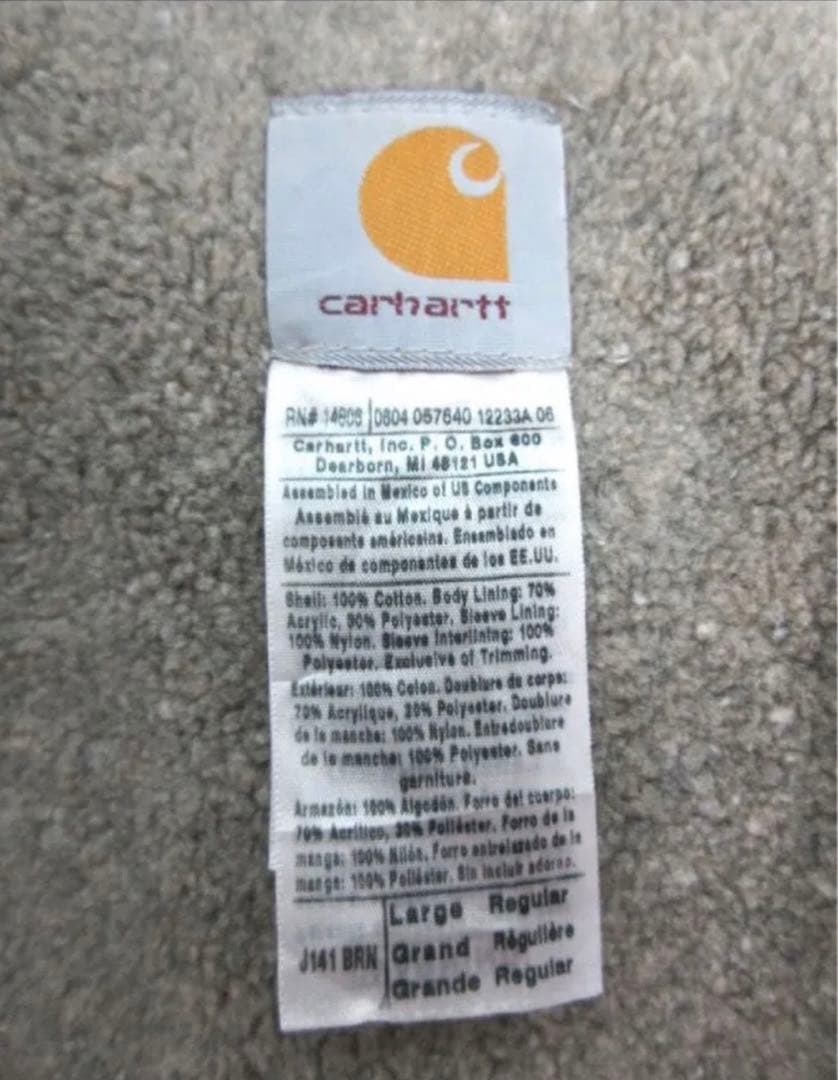 carhartt
RN# 14806 0804 057640 12233A 06
Carhartt, Inc. P. O. Box 600
Dearborn, MI 48121 USA
Assembled in Mexico of US Components
Assemblé au Mexique à partir de
composants américains. Ensamblado en
México de componentes de los EE.UU.
Shell: 100% Cotton. Body Lining: 70%
Acrylic, 30% Polyester. Sleeve Lining:
100% Nylon. Sleeve Interlining: 100%
Polyester. Exclusive of Trimming.
Extérieur: 100% Coton. Doublure du corps:
70% Acrylique, 30% Polyester. Doublure
de la manche: 100% Nylon. Entredoublure
de la manche: 100% Polyester. Sans
garniture.
Armazón: 100% Algodón. Forro del cuerpo:
70% Acrílico, 30% Poliéster. Forro de la
manga: 100% Nilón. Forro entrelazado de la
manga: 100% Poliéster. Sin incluir adorno.
J141 BRN
Large Regular
Grand Régulière
Grande Regular